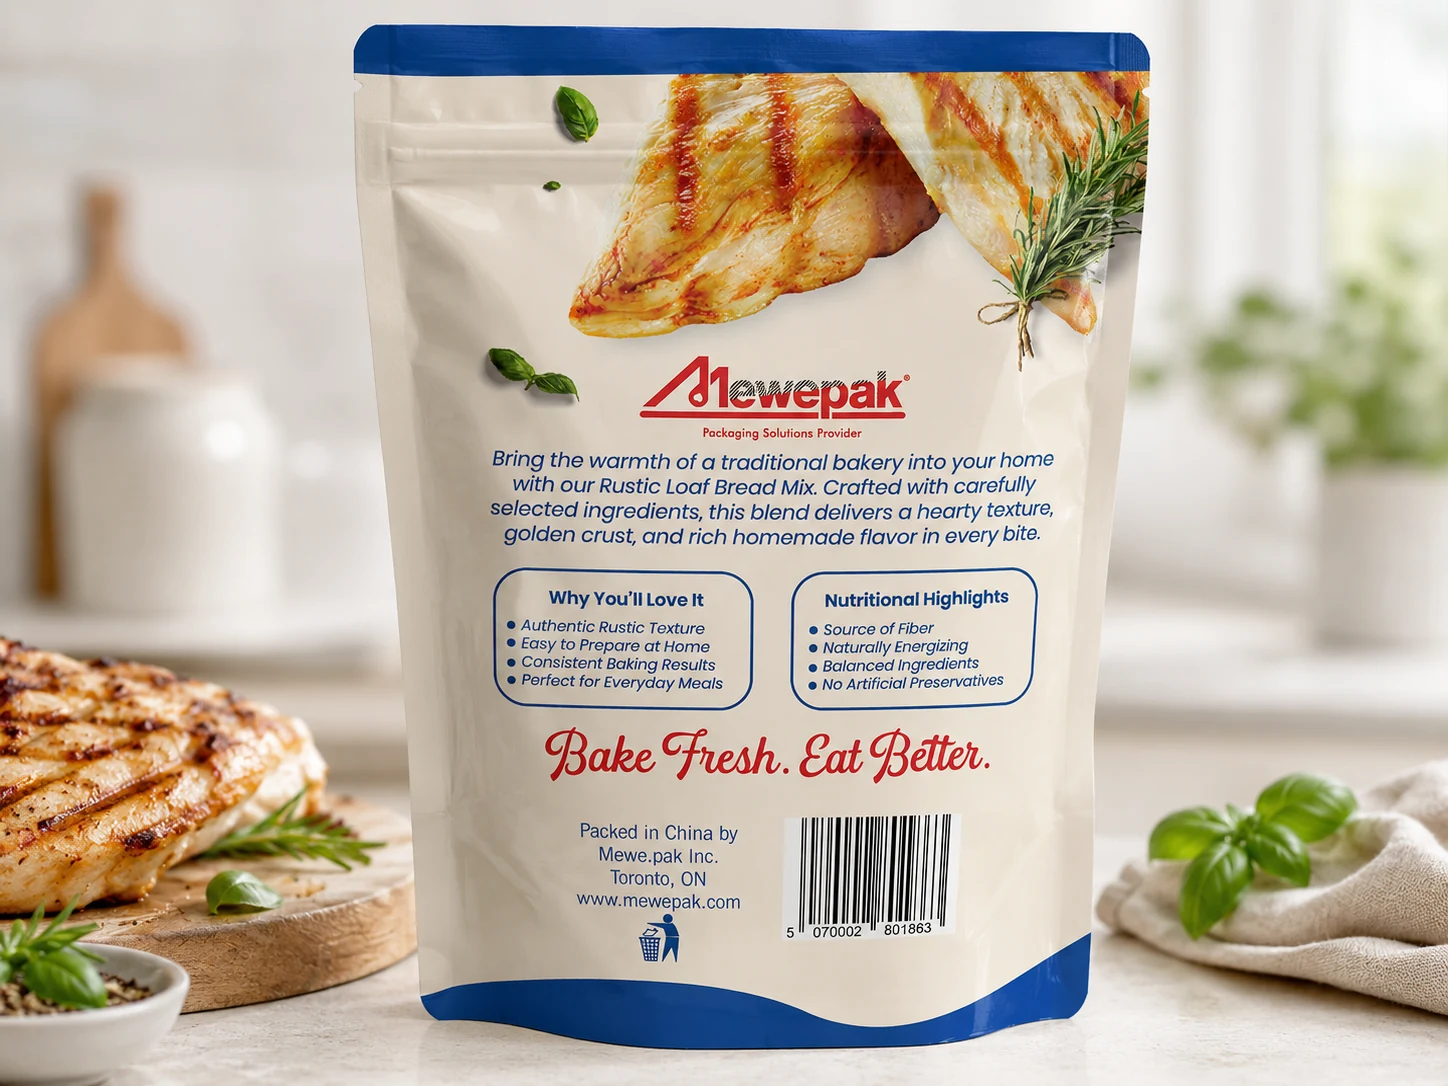 Mewepak®
Packaging Solutions Provider
Bring the warmth of a traditional bakery into your home
with our Rustic Loaf Bread Mix. Crafted with carefully
selected ingredients, this blend delivers a hearty texture,
golden crust, and rich homemade flavor in every bite.
Why You'll Love It
• Authentic Rustic Texture
• Easy to Prepare at Home
• Consistent Baking Results
• Perfect for Everyday Meals
Nutritional Highlights
• Source of Fiber
• Naturally Energizing
• Balanced Ingredients
• No Artificial Preservatives
Bake Fresh. Eat Better.
Packed in China by
Mewe.pak Inc.
Toronto, ON
www.mewepak.com
5 070002 801863